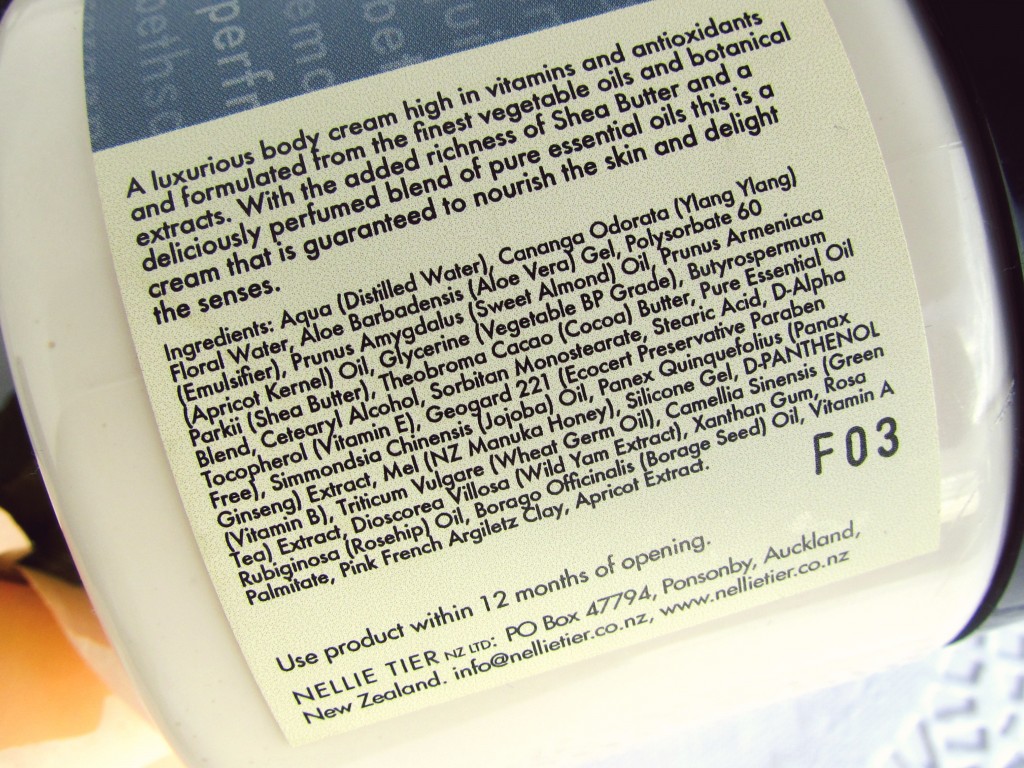 perfr
A luxurious body cream high in vitamins and antioxidants
and formulated from the finest vegetable oils and botanical
extracts. With the added richness of Shea Butter and a
deliciously perfumed blend of pure essential oils this is a
cream that is guaranteed to nourish the skin and delight
the senses.
Ingredients: Aqua (Distilled Water), Cananga Odorata (Ylang Ylang)
Floral Water, Aloe Barbadensis (Aloe Vera) Gel, Polysorbate 60
(Emulsifier), Prunus Amygdalus (Sweet Almond) Oil, Prunus Armeniaca
(Apricot Kernel) Oil, Glycerine (Vegetable BP Grade), Butyrospermum
Parkii (Shea Butter), Theobroma Cacao (Cocoa) Butter, Pure Essential Oil
Blend, Cetearyl Alcohol, Sorbitan Monostearate, Stearic Acid, D-Alpha
Tocopherol (Vitamin E), Geogard 221 (Ecocert Preservative Paraben
Free), Simmondsia Chinensis (Jojoba) Oil, Panex Quinquefolius (Panax
Ginseng) Extract, Mel (NZ Manuka Honey), Silicone Gel, D-PANTHENOL
(Vitamin B), Triticum Vulgare (Wheat Germ Oil), Camellia Sinensis (Green
Tea) Extract, Dioscorea Villosa (Wild Yam Extract), Xanthan Gum, Rosa
Rubiginosa (Rosehip) Oil, Borago Officinalis (Borage Seed) Oil, Vitamin A
Palmitate, Pink French Argiletz Clay, Apricot Extract.
F03
Use product within 12 months of opening.
NELLIE TIER NZ LTD: PO Box 47794, Ponsonby, Auckland,
New Zealand. info@nellietier.co.nz, www.nellietier.co.nz